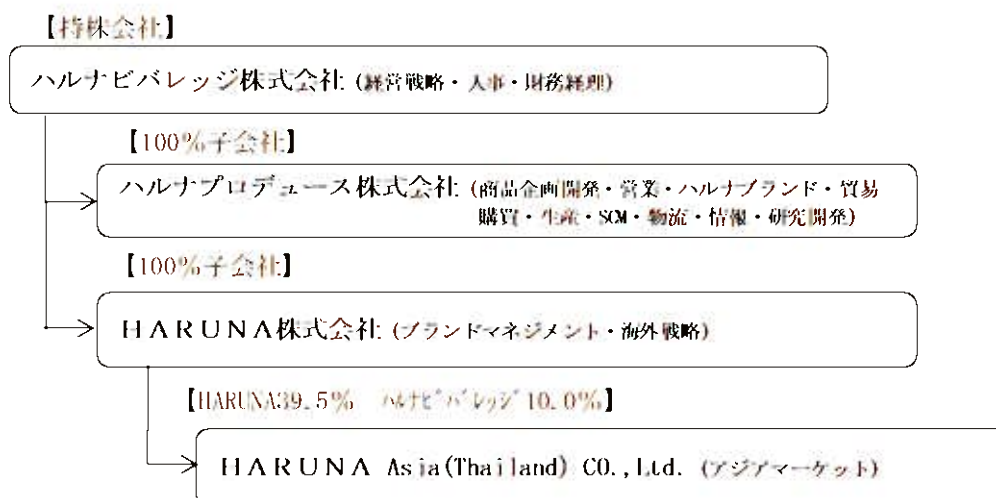 【持株会社】
ハルナビバレッジ株式会社 (経営戦略・人事・財務経理)
【100%子会社】
ハルナプロデュース株式会社 (商品企画開発・営業・ハルナブランド・貿易
購買・生産・SCM・物流・情報・研究開発)
【100%子会社】
ＨＡＲＵＮＡ株式会社 (ブランドマネジメント・海外戦略)
【HARUNA39.5% ﾊﾙﾅﾋﾞﾊﾞﾚｯｼﾞ10.0%】
ＨＡＲＵＮＡ Asia(Thailand) CO.,Ltd. (アジアマーケット)